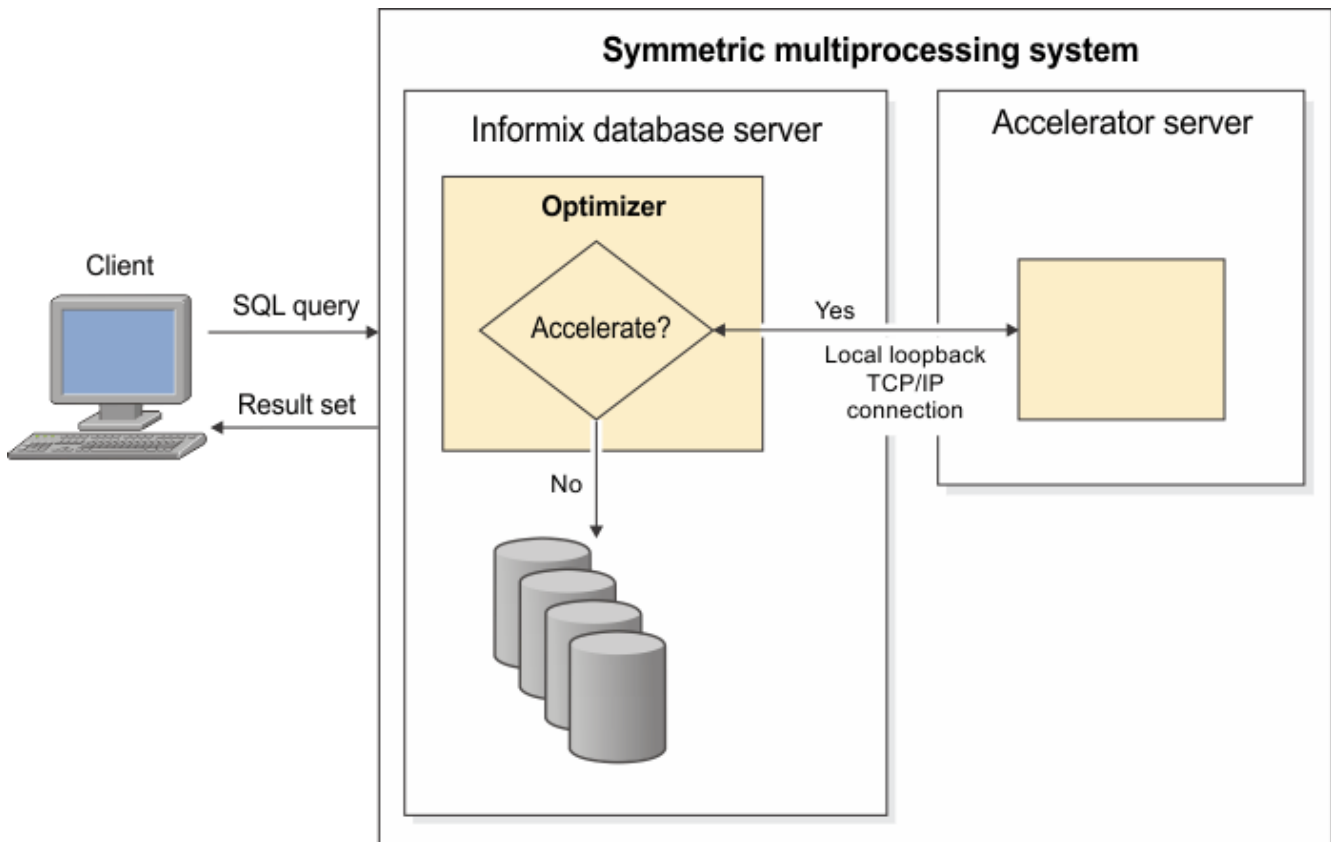 Symmetric multiprocessing system
Informix database server
Accelerator server
Optimizer
Client
SQL query
Accelerate?
Yes
Local loopback
TCP/IP
connection
Result set
No